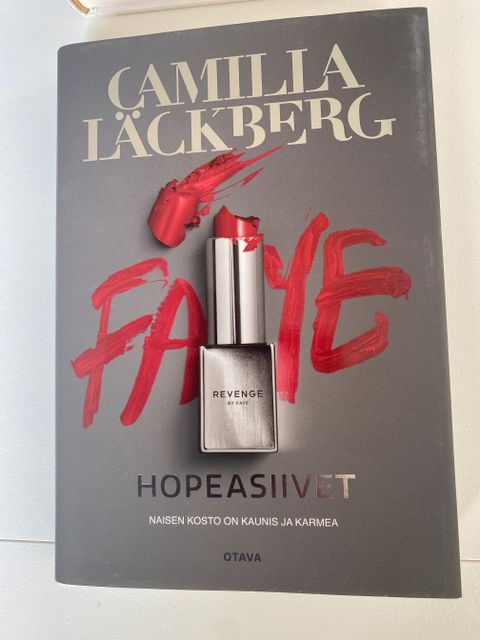 CAMILLA
LÄCKBERG
FAYE
REVENGE
BY FAYE
HOPEASIIVET
NAISEN KOSTO ON KAUNIS JA KARMEA
OTAVA